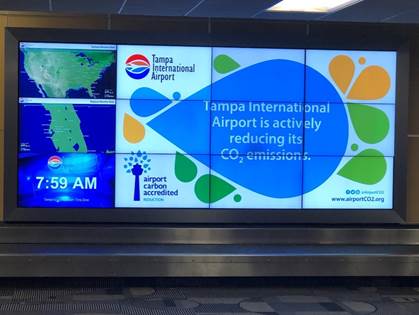 Tampa
International
Airport
Tampa International
Airport is actively
reducing its
CO2 emissions.
7:59 AM
airport
carbon
accredited
REDUCTION
www.airportCO2.org